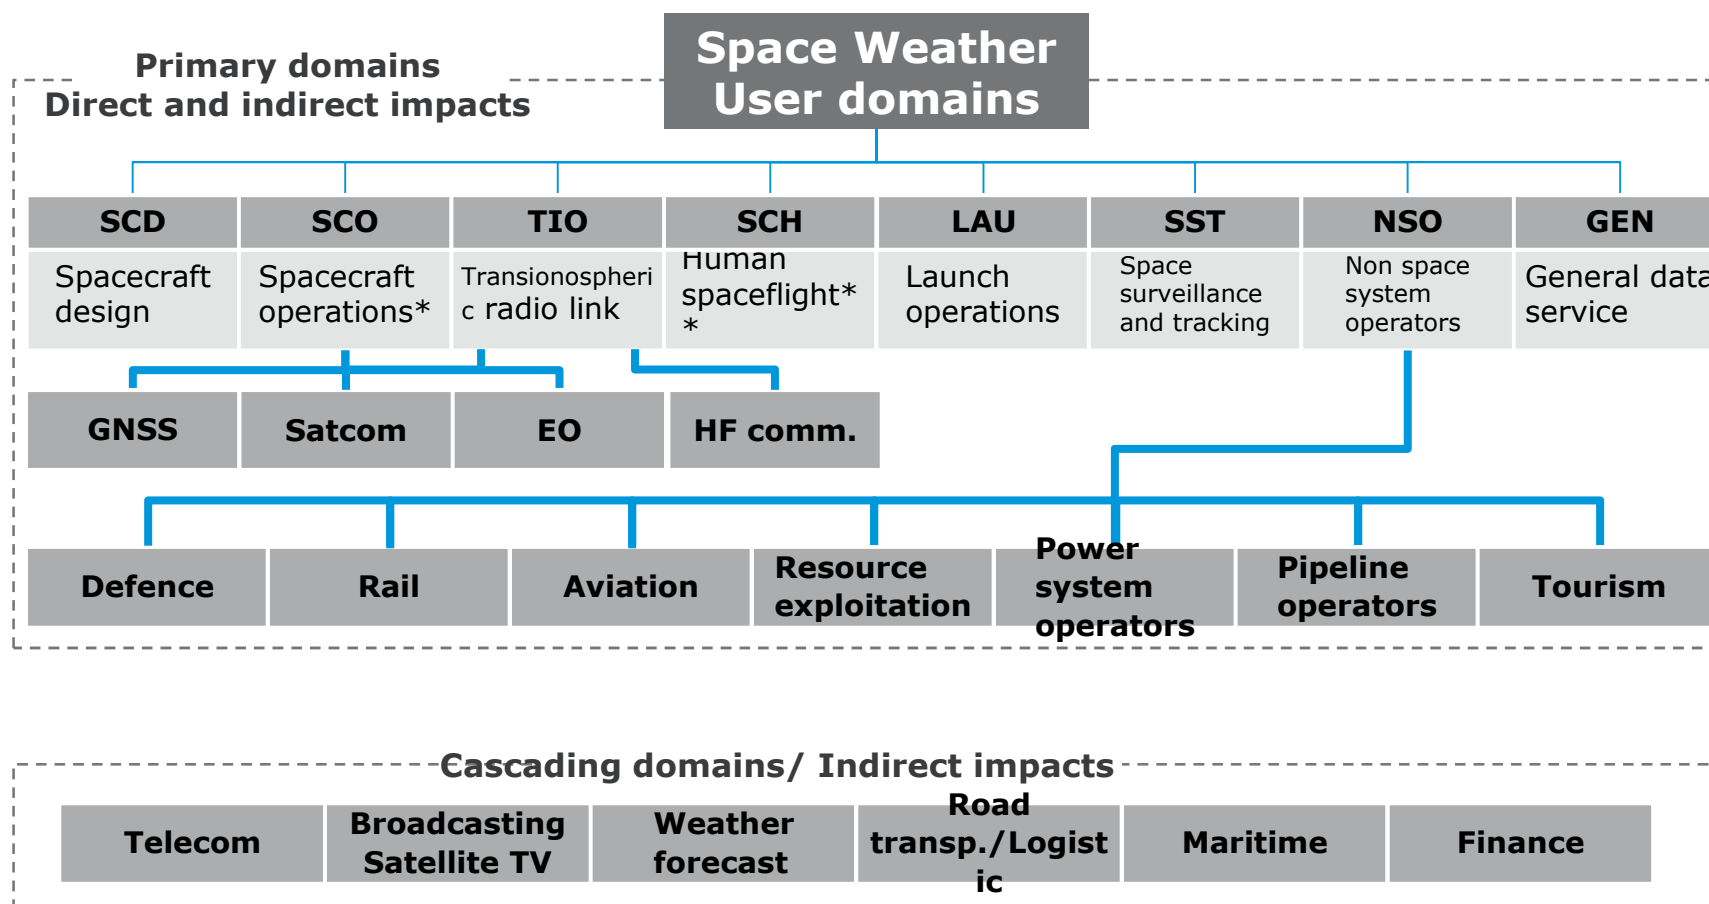 Space Weather
User domains
Primary domains
Direct and indirect impacts
SCD
SCO
TIO
SCH
LAU
SST
NSO
GEN
Spacecraft
design
Spacecraft
operations*
Transionospheri
c radio link
Human
spaceflight*
*
Launch
operations
Space
surveillance
and tracking
Non space
system
operators
General data
service
GNSS
Satcom
EO
HF comm.
Defence
Rail
Aviation
Resource
exploitation
Power
system
operators
Pipeline
operators
Tourism
Cascading domains/ Indirect impacts
Telecom
Broadcasting
Satellite TV
Weather
forecast
Road
transp./Logist
ic
Maritime
Finance